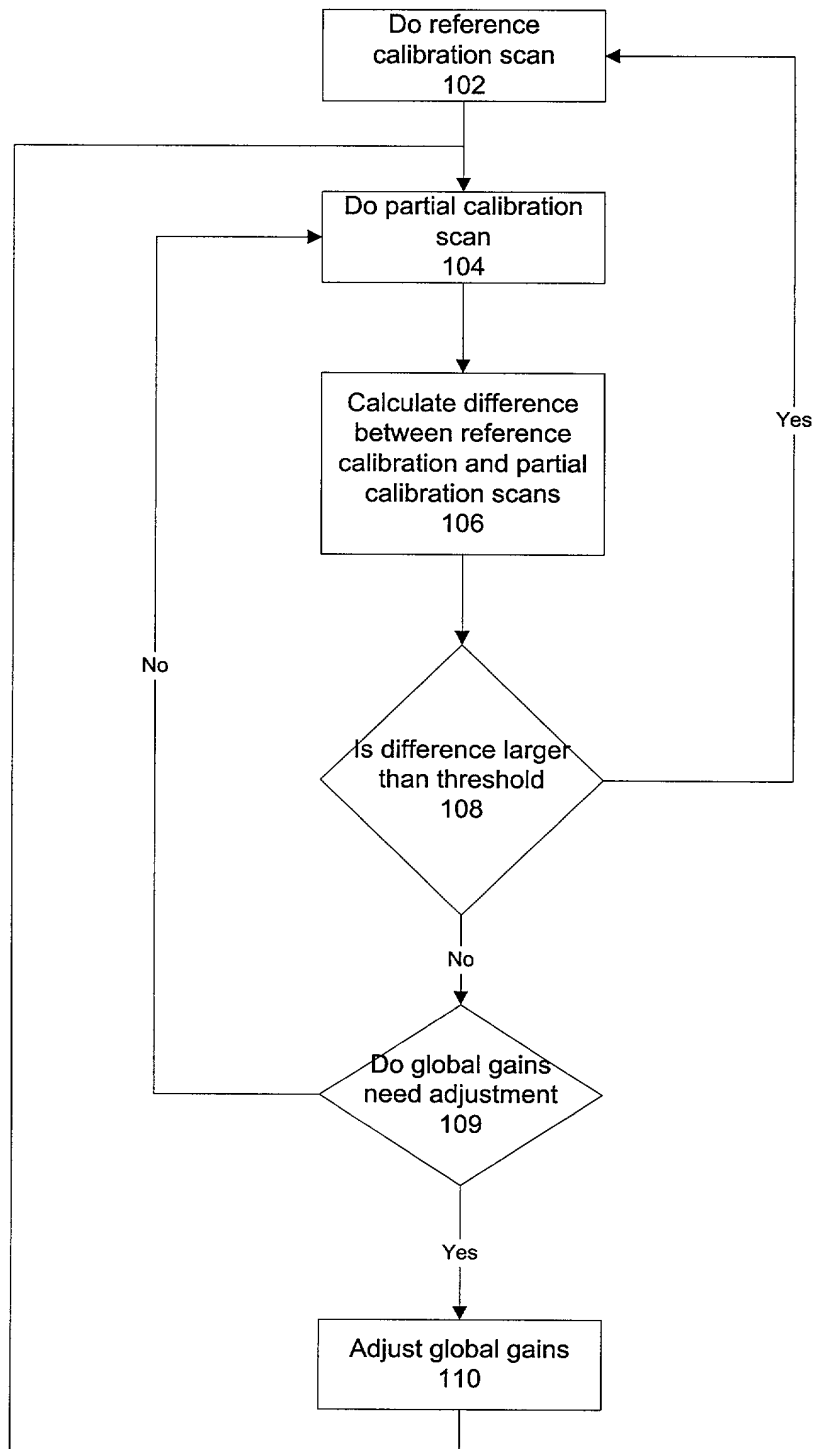 Do reference
calibration scan
102
Do partial calibration
scan
104
Calculate difference
between reference
calibration and partial
calibration scans
106
Yes
No
Is difference larger
than threshold
108
No
Do global gains
need adjustment
109
Yes
Adjust global gains
110